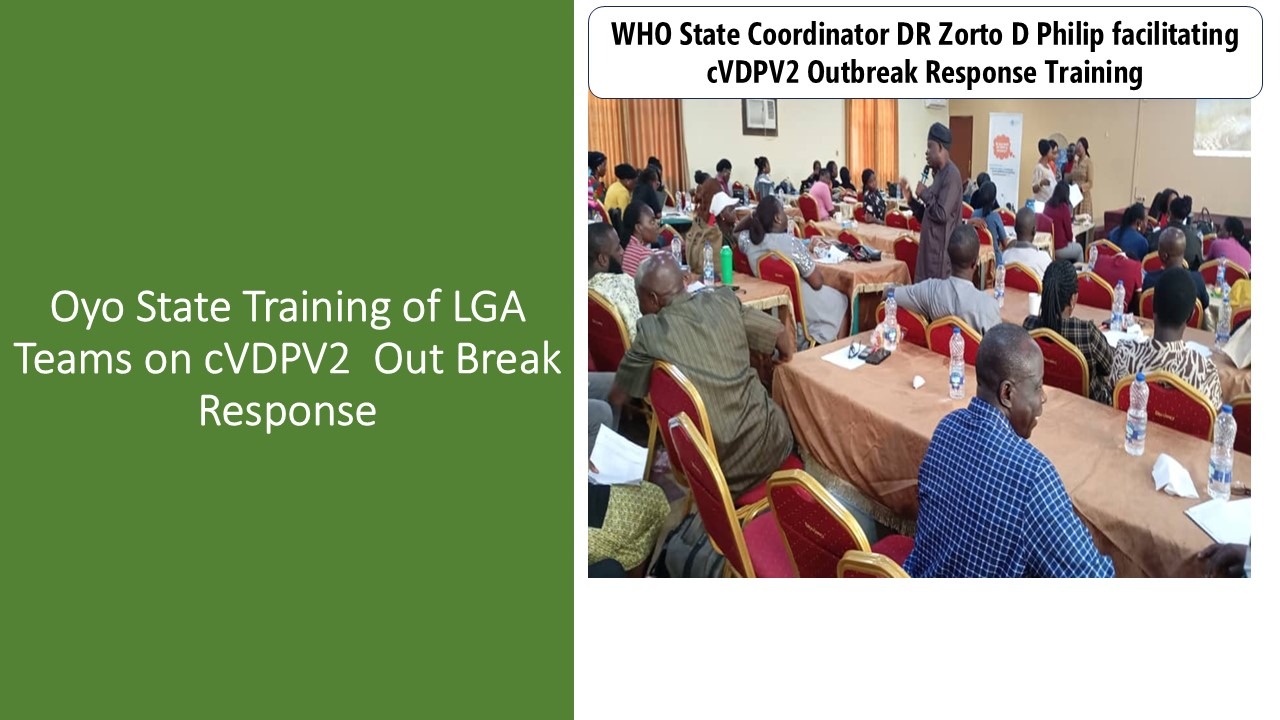 WHO State Coordinator DR Zorto D Philip facilitating
cVDPV2 Outbreak Response Training
Oyo State Training of LGA
Teams on cVDPV2  Out Break
Response